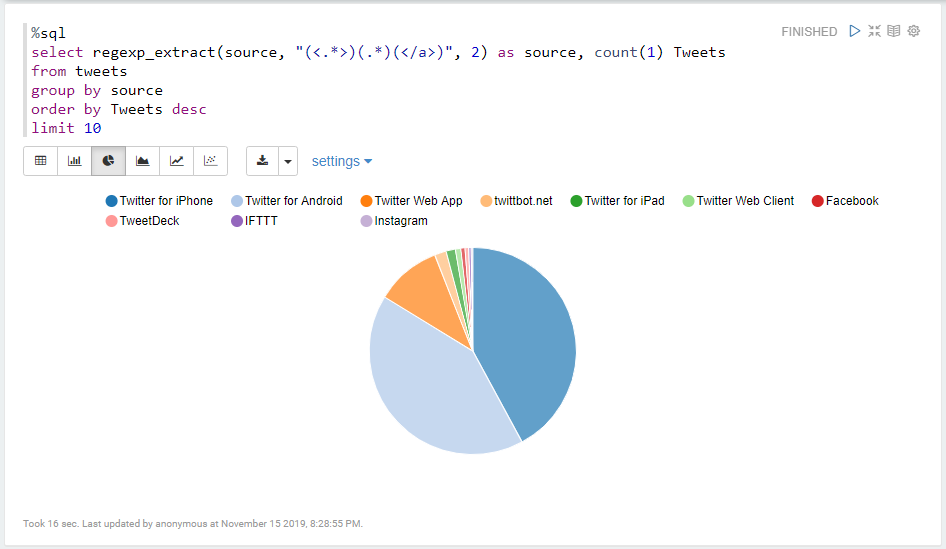 %sql
FINISHED
select regexp_extract(source, "(<.*>)(.*)(</a>)", 2) as source, count(1) Tweets
from tweets
group by source
order by Tweets desc
limit 10
settings
Twitter for iPhone Twitter for Android Twitter Web App twittbot.net Twitter for iPad Twitter Web Client Facebook
TweetDeck IFTTT Instagram
Took 16 sec. Last updated by anonymous at November 15 2019, 8:28:55 PM.